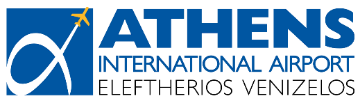 ATHENS
INTERNATIONAL AIRPORT
ELEFTHERIOS VENIZELOS